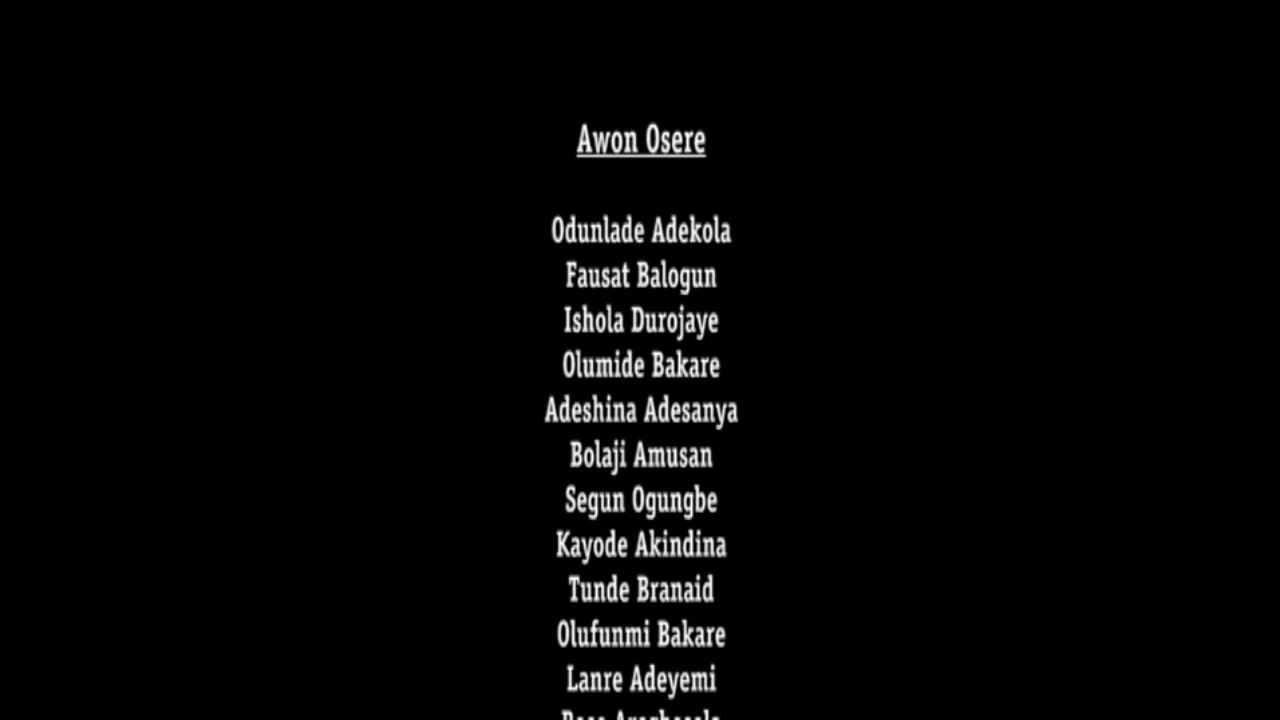 Awon Osere
Odunlade Adekola
Fausat Balogun
Ishola Durojaye
Olumide Bakare
Adeshina Adesanya
Bolaji Amusan
Segun Ogungbe
Kayode Akindina
Tunde Branaid
Olufunmi Bakare
Lanre Adeyemi